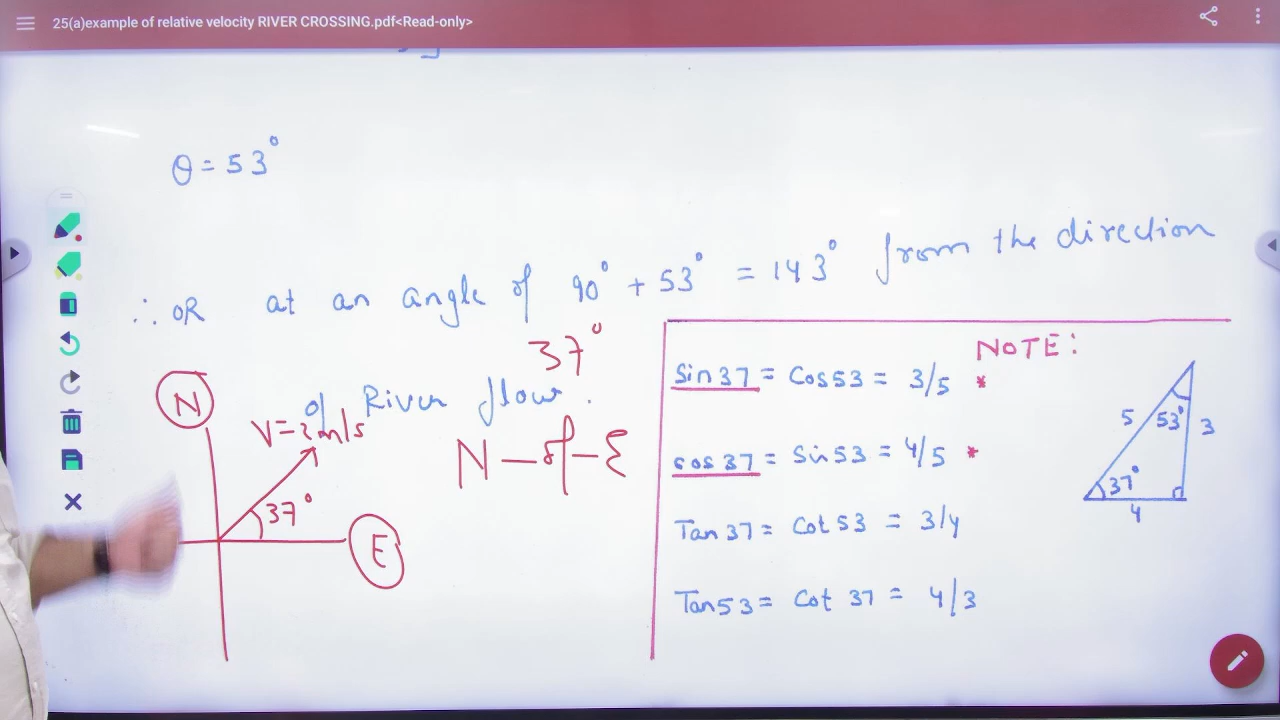 25(a)example of relative velocity RIVER CROSSING.pdf<Read-only>
θ = 53°
∴ OR at an angle of 90° + 53° = 143° from the direction
of River flow.
37°
N-of-E
N
V=2m/s
37°
E
NOTE:
Sin 37 = Cos 53 = 3/5 *
cos 37 = Sin 53 = 4/5 *
Tan 37 = Cot 53 = 3/4
Tan 53 = Cot 37 = 4/3
5
53°
3
37°
4